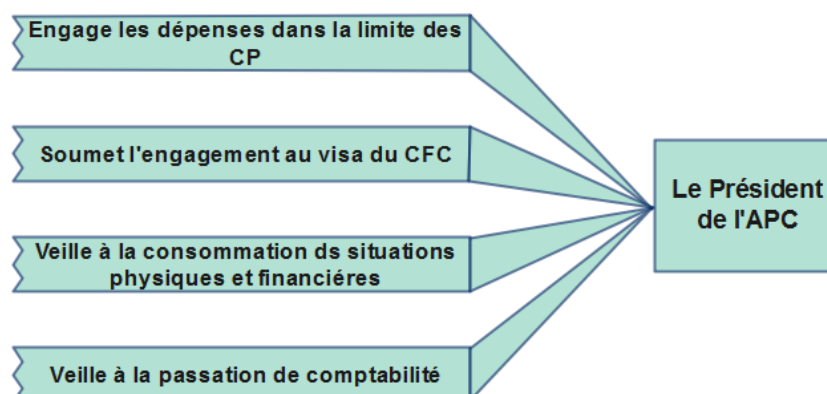 Engage les dépenses dans la limite des
CP
Soumet l'engagement au visa du CFC
Veille à la consommation ds situations
physiques et financiéres
Veille à la passation de comptabilité
Le Président
de l'APC